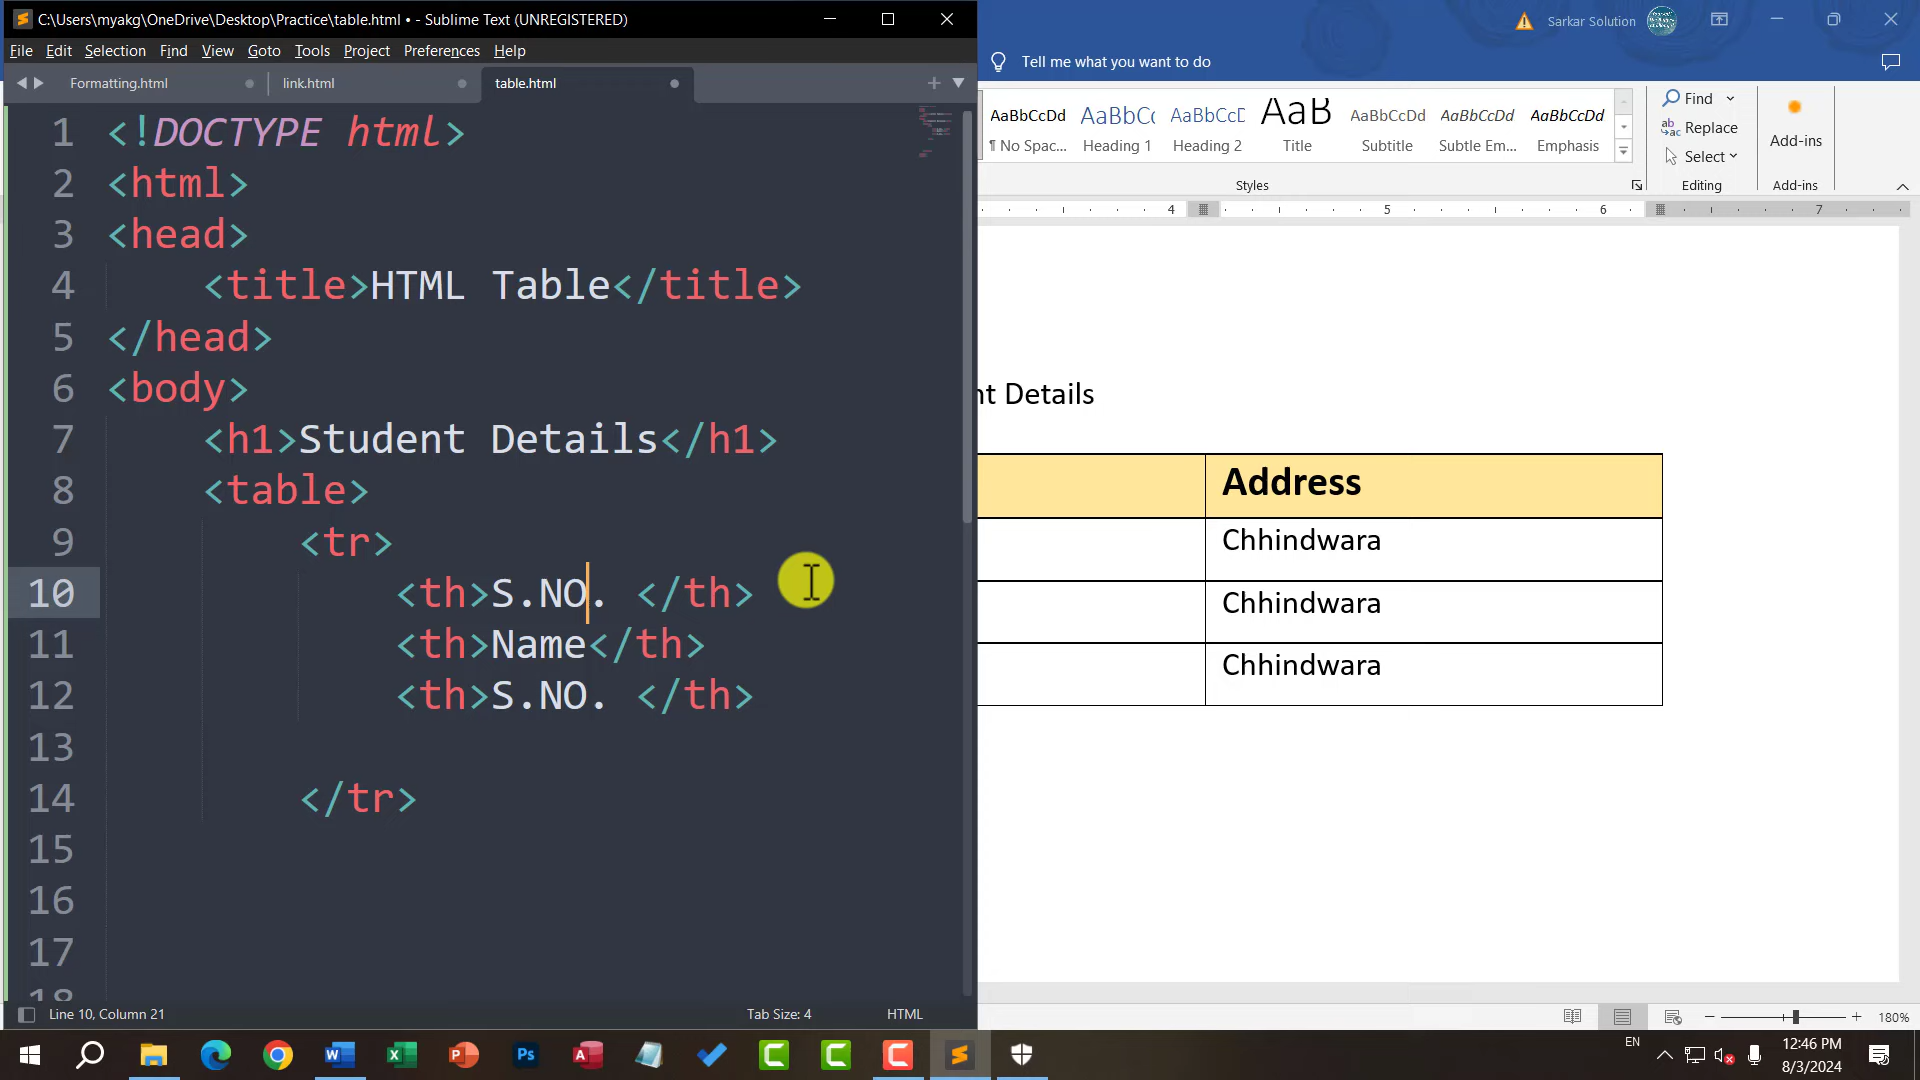 C:\Users\myakg\OneDrive\Desktop\Practice\table.html • - Sublime Text (UNREGISTERED)
File Edit Selection Find View Goto Tools Project Preferences Help
Formatting.html link.html table.html
1 <!DOCTYPE html>
2 <html>
3 <head>
4 <title>HTML Table</title>
5 </head>
6 <body>
7 <h1>Student Details</h1>
8 <table>
9 <tr>
10 <th>S.NO. </th>
11 <th>Name</th>
12 <th>S.NO. </th>
13
14 </tr>
15
16
17
18
Line 10, Column 21 Tab Size: 4 HTML
Sarkar Solution
Tell me what you want to do
AaBbCcDd AaBbCc AaBbCcD AaB AaBbCcDd AaBbCcDd AaBbCcDd
¶ No Spac... Heading 1 Heading 2 Title Subtitle Subtle Em... Emphasis
Styles
Find
Replace
Select
Editing
Add-ins
Add-ins
4 5 6 7
nt Details
Address
Chhindwara
Chhindwara
Chhindwara
180%
EN
12:46 PM
8/3/2024